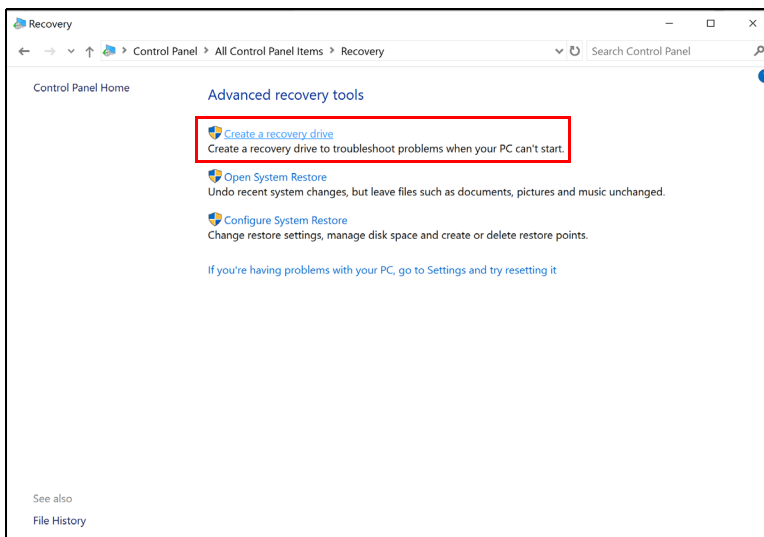 Recovery
Control Panel > All Control Panel Items > Recovery
Search Control Panel
Control Panel Home
Advanced recovery tools
Create a recovery drive
Create a recovery drive to troubleshoot problems when your PC can't start.
Open System Restore
Undo recent system changes, but leave files such as documents, pictures and music unchanged.
Configure System Restore
Change restore settings, manage disk space and create or delete restore points.
If you're having problems with your PC, go to Settings and try resetting it
See also
File History